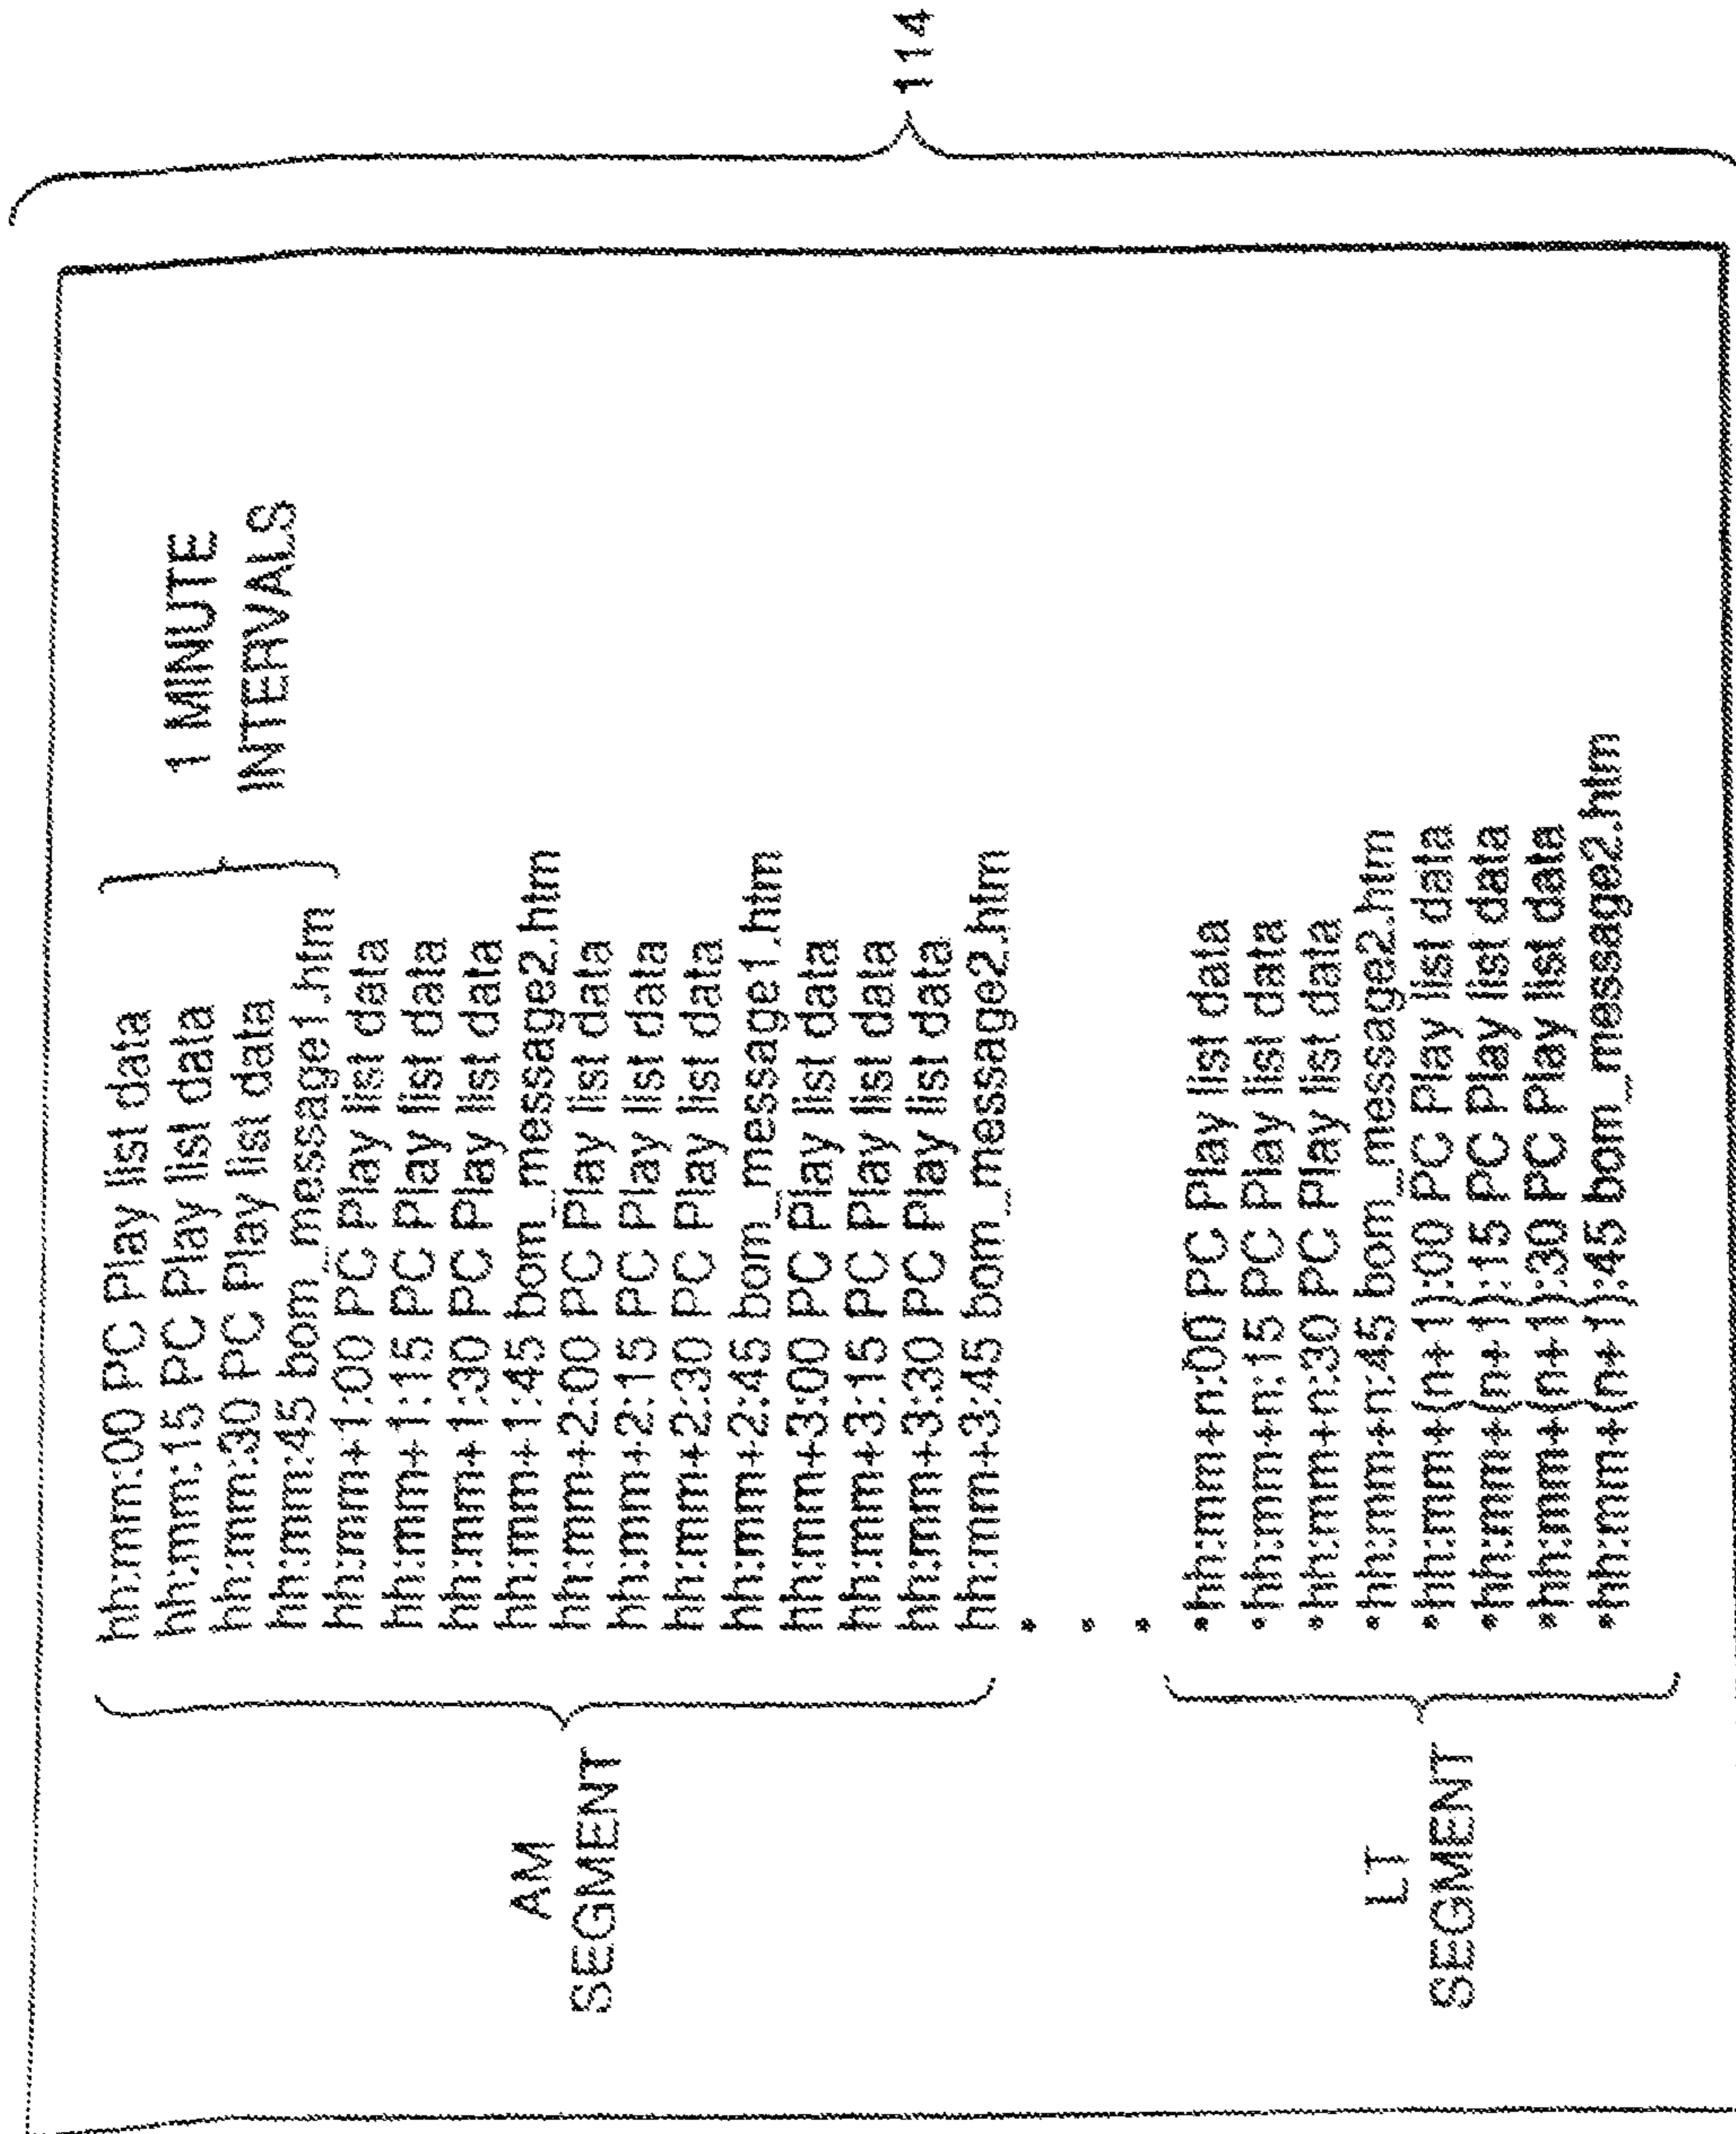 hh:mm:00 PC Play list data
hh:mm:15 PC Play list data
hh:mm:30 PC Play list data
hh:mm:45 bom_message1.htm
1 MINUTE
INTERVALS
hh:mm+1:00 PC Play list data
hh:mm+1:15 PC Play list data
hh:mm+1:30 PC Play list data
hh:mm+1:45 bom_message2.htm
hh:mm+2:00 PC Play list data
hh:mm+2:15 PC Play list data
hh:mm+2:30 PC Play list data
hh:mm+2:45 bom_message1.htm
hh:mm+3:00 PC Play list data
hh:mm+3:15 PC Play list data
hh:mm+3:30 PC Play list data
hh:mm+3:45 bom_message2.htm
AM
SEGMENT
•
•
•
•hh:mm+n:00 PC Play list data
•hh:mm+n:15 PC Play list data
•hh:mm+n:30 PC Play list data
•hh:mm+n:45 bom_message2.htm
•hh:mm+(n+1):00 PC Play list data
•hh:mm+(n+1):15 PC Play list data
•hh:mm+(n+1):30 PC Play list data
•hh:mm+(n+1):45 bom_message2.htm
LT
SEGMENT
114